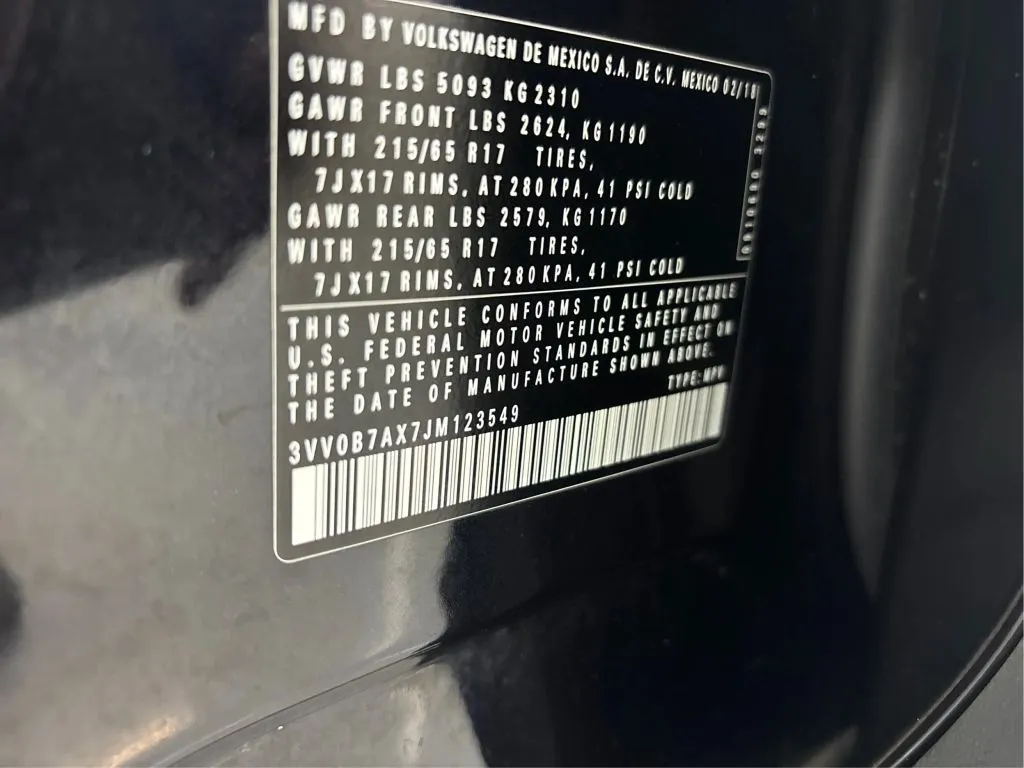 MFD BY VOLKSWAGEN DE MEXICO S.A. DE C.V. MEXICO 02/18
GVWR LBS 5093 KG 2310
GAWR FRONT LBS 2624, KG 1190
WITH 215/65 R17 TIRES,
7J X17 RIMS, AT 280 KPA, 41 PSI COLD
GAWR REAR LBS 2579, KG 1170
WITH 215/65 R17 TIRES,
7J X17 RIMS, AT 280 KPA, 41 PSI COLD
THIS VEHICLE CONFORMS TO ALL APPLICABLE
U.S. FEDERAL MOTOR VEHICLE SAFETY AND
THEFT PREVENTION STANDARDS IN EFFECT ON
THE DATE OF MANUFACTURE SHOWN ABOVE.
TYPE: MPV
3VV0B7AX7JM123549